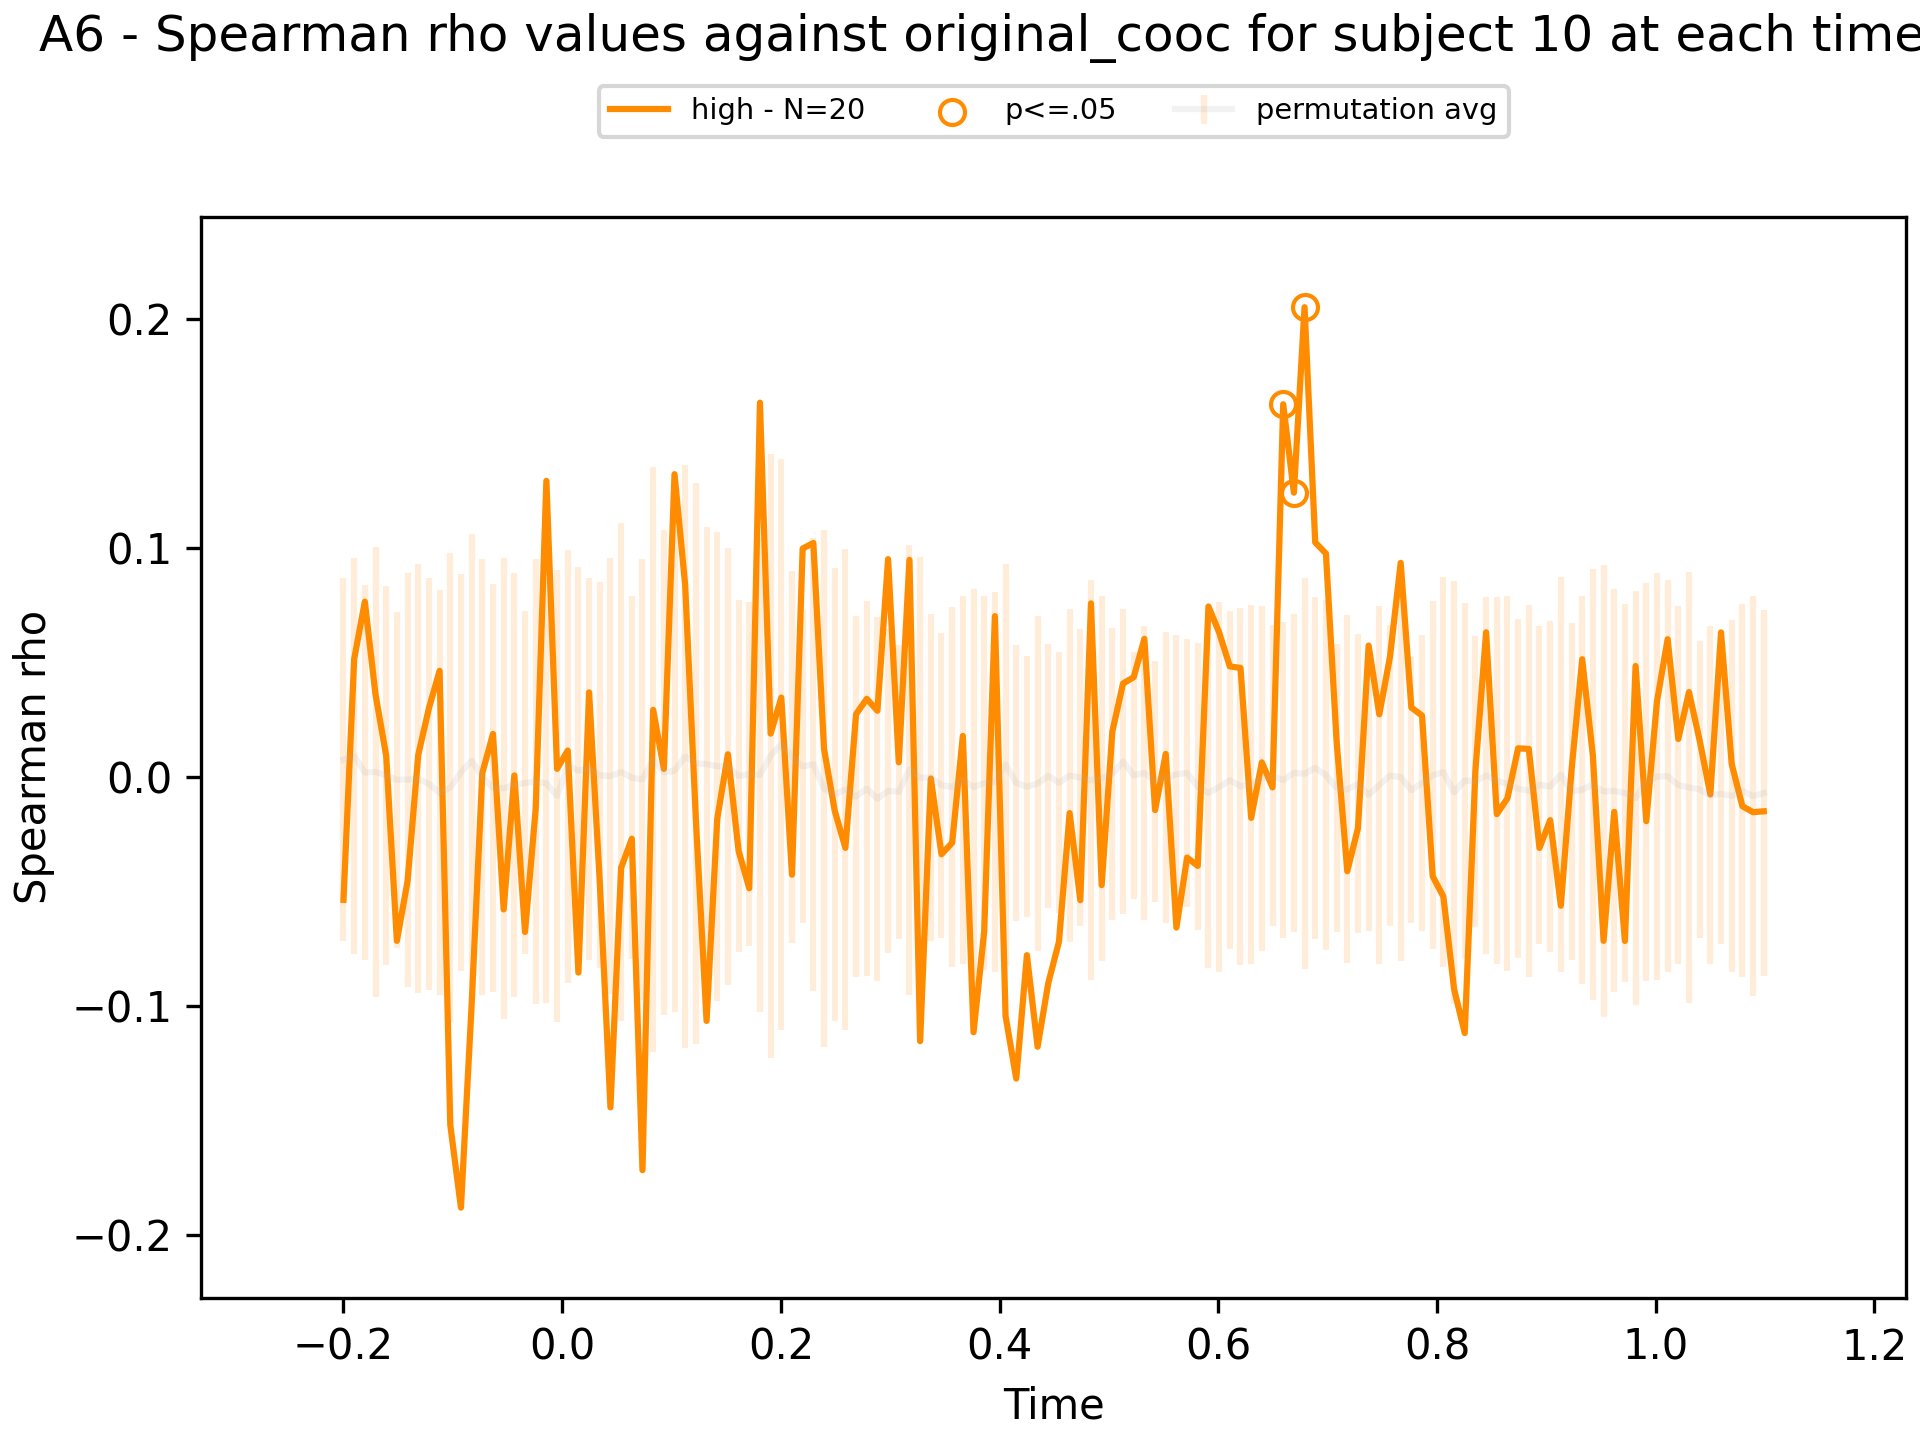 A6 - Spearman rho values against original_cooc for subject 10 at each time
high - N=20 p<=.05 permutation avg
0.2
0.1
0.0
−0.1
−0.2
Spearman rho
−0.2 0.0 0.2 0.4 0.6 0.8 1.0 1.2
Time